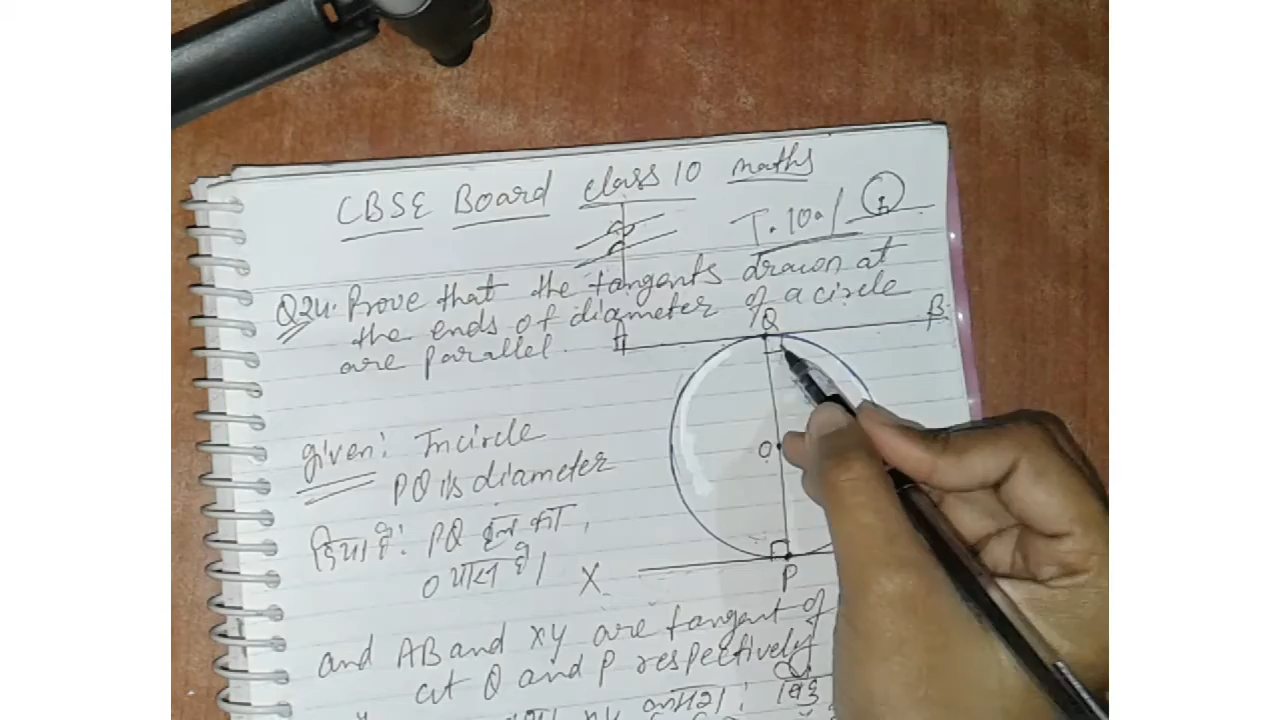 CBSE Board class 10 maths
T. 10.1
Q24. Prove that the tangents drawn at
the ends of diameter of a circle
are parallel.
Q
B
given: In circle
PQ is diameter
O
दिया है: PQ वृत्त का
व्यास है।
X
P
and AB and XY are tangent of
at Q and P respectively